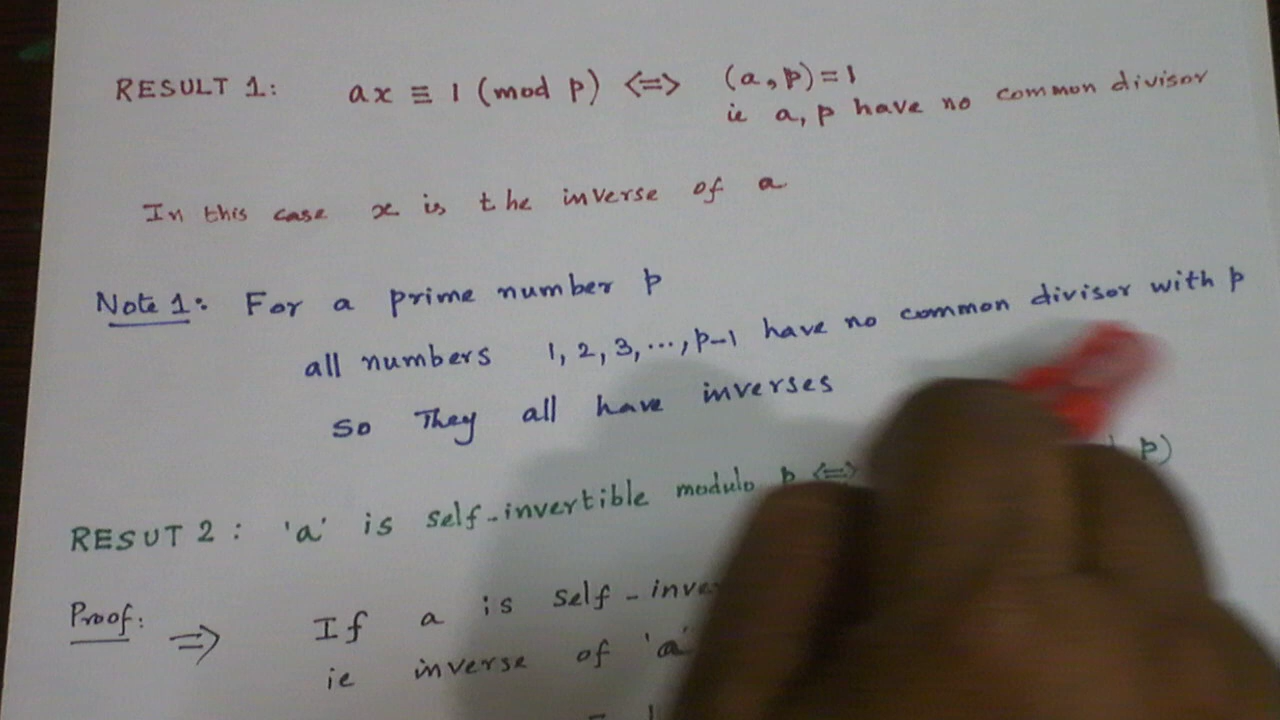 RESULT 1: ax ≡ 1 (mod p) <=> (a, p) = 1
ie a, p have no common divisor
In this case x is the inverse of a
Note 1: For a prime number p
all numbers 1, 2, 3, ..., p-1 have no common divisor with p
So They all have inverses
RESUT 2: 'a' is self-invertible modulo p <=> p)
Proof: => If a is self-inve
ie inverse of 'a'
= 1